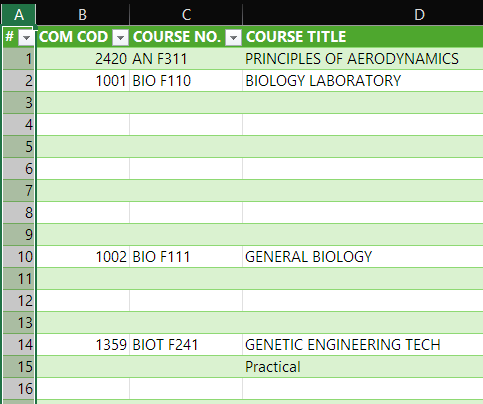 A B C D
# COM COD COURSE NO. COURSE TITLE
1 2420 AN F311 PRINCIPLES OF AERODYNAMICS
2 1001 BIO F110 BIOLOGY LABORATORY
3
4
5
6
7
8
9
10 1002 BIO F111 GENERAL BIOLOGY
11
12
13
14 1359 BIOT F241 GENETIC ENGINEERING TECH
15 Practical
16